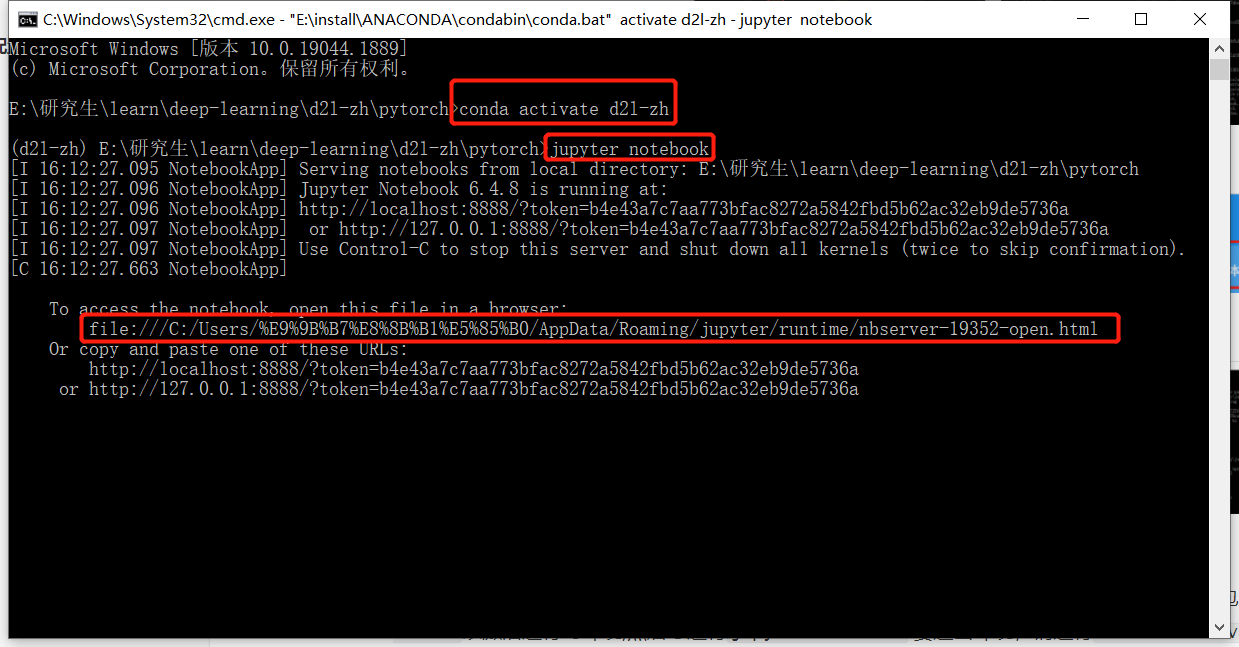 C:\Windows\System32\cmd.exe - "E:\install\ANACONDA\condabin\conda.bat" activate d2l-zh - jupyter notebook
Microsoft Windows [版本 10.0.19044.1889]
(c) Microsoft Corporation。保留所有权利。
E:\研究生\learn\deep-learning\d2l-zh\pytorch>conda activate d2l-zh
(d2l-zh) E:\研究生\learn\deep-learning\d2l-zh\pytorch>jupyter notebook
[I 16:12:27.095 NotebookApp] Serving notebooks from local directory: E:\研究生\learn\deep-learning\d2l-zh\pytorch
[I 16:12:27.096 NotebookApp] Jupyter Notebook 6.4.8 is running at:
[I 16:12:27.096 NotebookApp] http://localhost:8888/?token=b4e43a7c7aa773bfac8272a5842fbd5b62ac32eb9de5736a
[I 16:12:27.097 NotebookApp]  or http://127.0.0.1:8888/?token=b4e43a7c7aa773bfac8272a5842fbd5b62ac32eb9de5736a
[I 16:12:27.097 NotebookApp] Use Control-C to stop this server and shut down all kernels (twice to skip confirmation).
[C 16:12:27.663 NotebookApp]
To access the notebook, open this file in a browser:
file:///C:/Users/%E9%9B%B7%E8%8B%B1%E5%85%B0/AppData/Roaming/jupyter/runtime/nbserver-19352-open.html
Or copy and paste one of these URLs:
http://localhost:8888/?token=b4e43a7c7aa773bfac8272a5842fbd5b62ac32eb9de5736a
or http://127.0.0.1:8888/?token=b4e43a7c7aa773bfac8272a5842fbd5b62ac32eb9de5736a